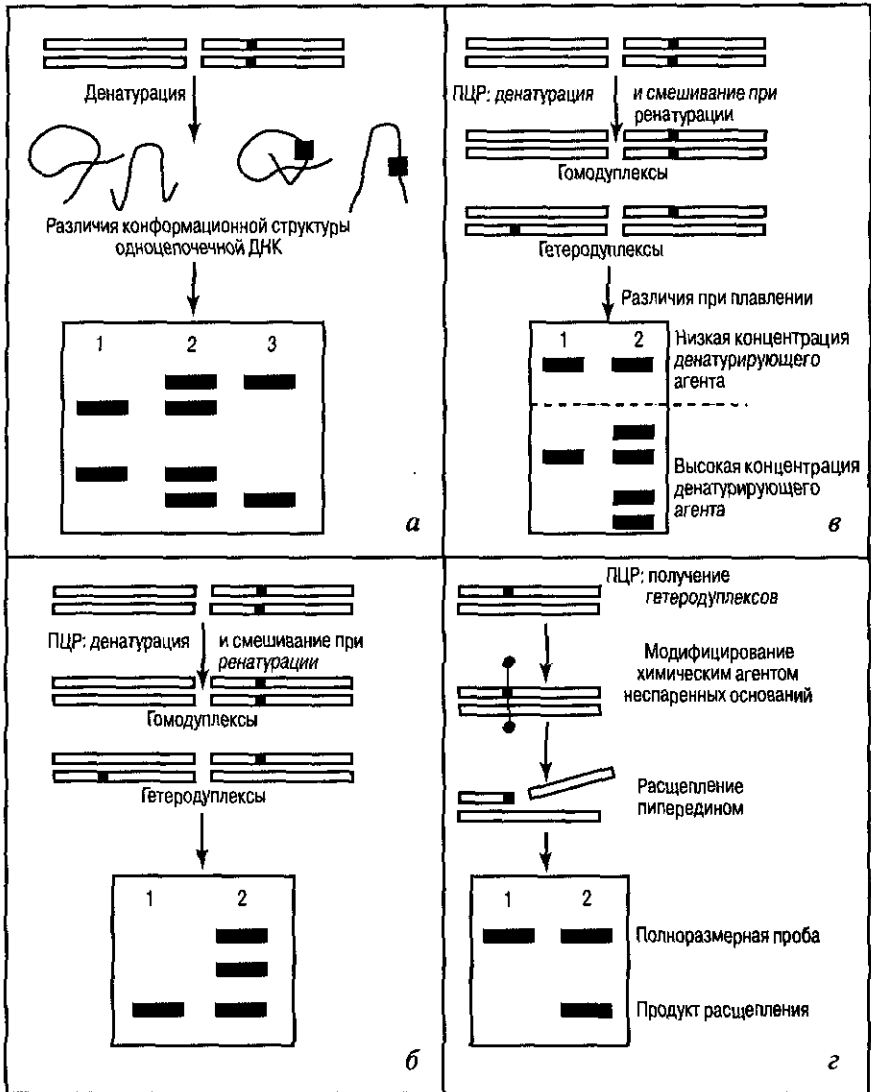 Денатурация
Различия конформационной структуры
одноцепочечной ДНК
1 2 3
а
ПЦР: денатурация и смешивание при
ренатурации
Гомодуплексы
Гетеродуплексы
Различия при плавлении
1 2
Низкая концентрация
денатурирующего
агента
Высокая концентрация
денатурирующего
агента
в
ПЦР: денатурация и смешивание при
ренатурации
Гомодуплексы
Гетеродуплексы
1 2
б
ПЦР: получение
гетеродуплексов
Модифицирование
химическим агентом
неспаренных оснований
Расщепление
пипередином
1 2
Полноразмерная проба
Продукт расщепления
г